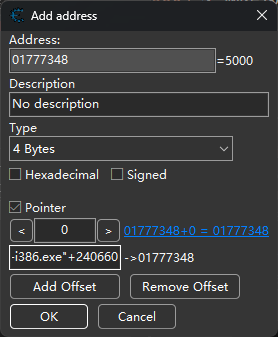 Add address
Address:
01777348 =5000
Description
No description
Type
4 Bytes
Hexadecimal Signed
Pointer
< 0 > 01777348+0 = 01777348
-i386.exe"+240660 ->01777348
Add Offset Remove Offset
OK Cancel